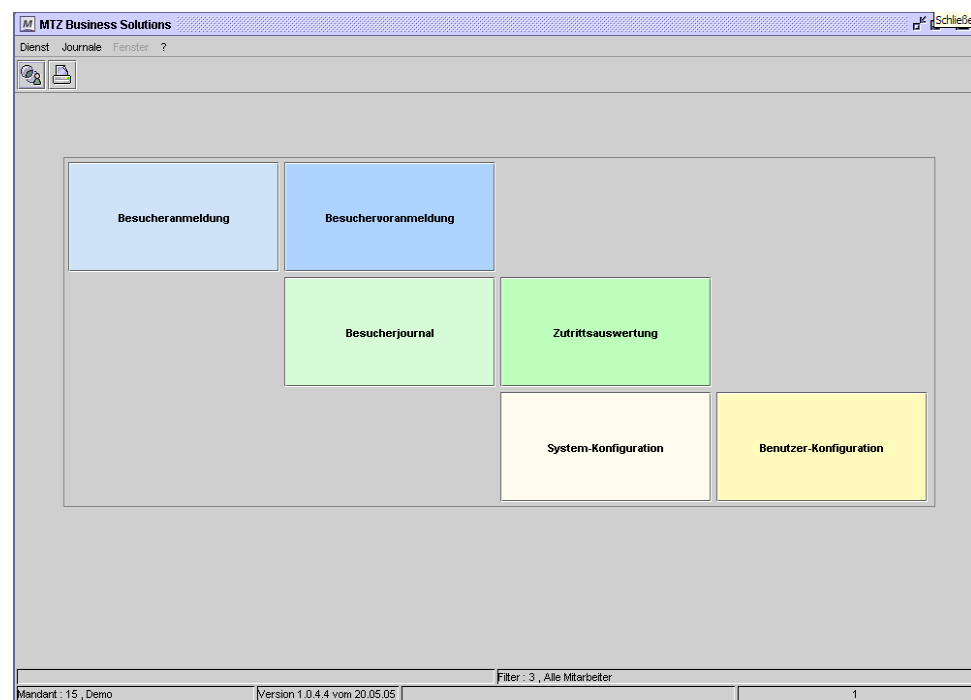 MTZ Business Solutions
Schließe
Dienst Journale Fenster ?
Besucheranmeldung Besuchervoranmeldung
Besucherjournal Zutrittsauswertung
System-Konfiguration Benutzer-Konfiguration
Filter : 3 , Alle Mitarbeiter
Mandant : 15 , Demo Version 1.0.4.4 vom 20.05.05 1